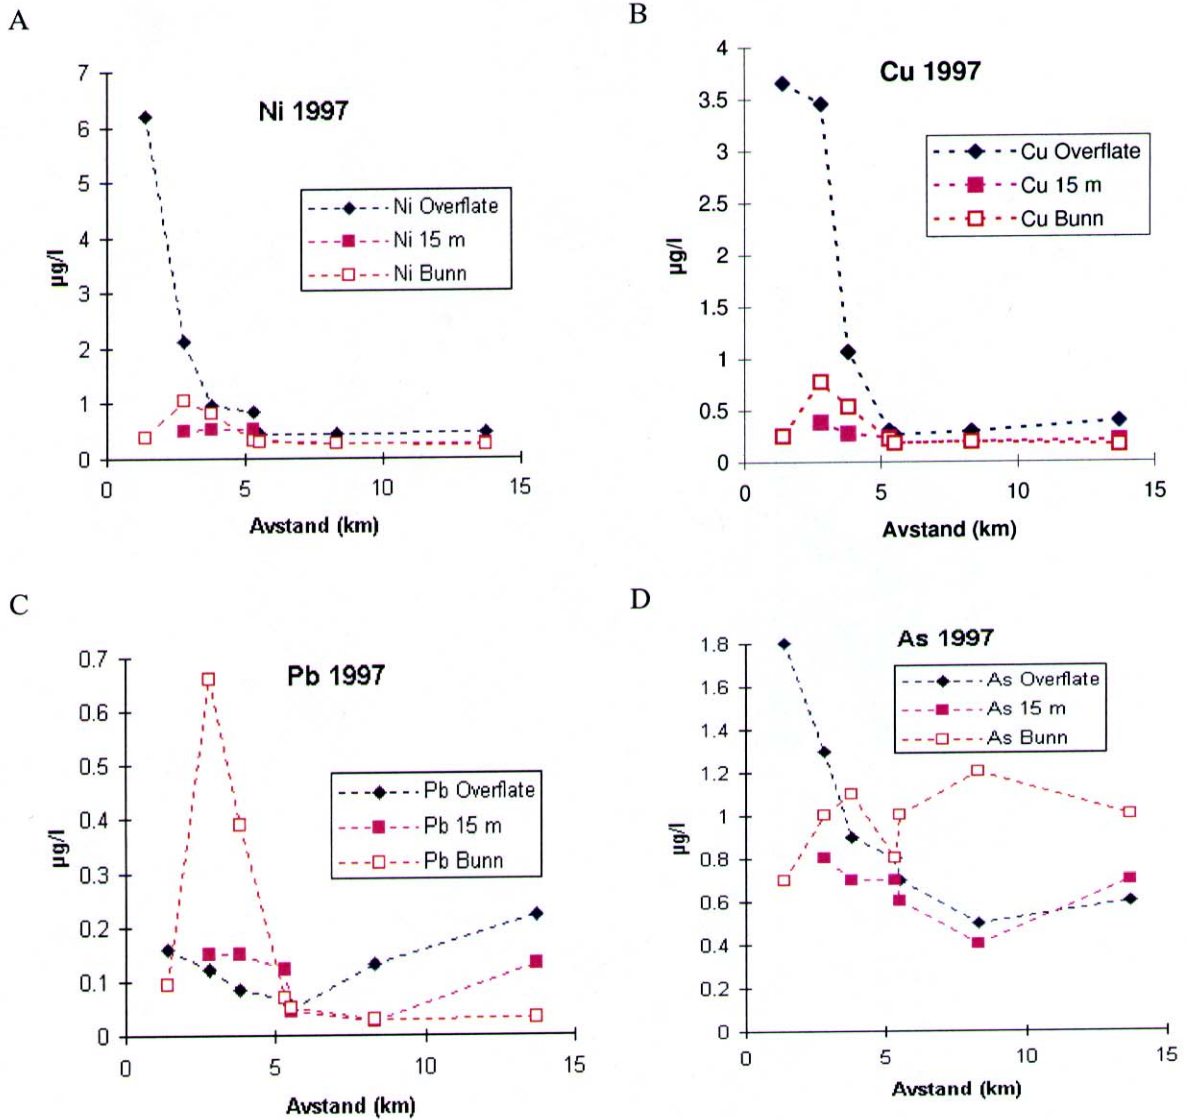 A
Ni 1997
7
6
5
4
3
2
1
0
µg/l
Ni Overflate
Ni 15 m
Ni Bunn
0 5 10 15
Avstand (km)
B
Cu 1997
4
3.5
3
2.5
2
1.5
1
0.5
0
µg/l
Cu Overflate
Cu 15 m
Cu Bunn
0 5 10 15
Avstand (km)
C
Pb 1997
0.7
0.6
0.5
0.4
0.3
0.2
0.1
0
µg/l
Pb Overflate
Pb 15 m
Pb Bunn
0 5 10 15
Avstand (km)
D
As 1997
1.8
1.6
1.4
1.2
1
0.8
0.6
0.4
0.2
0
µg/l
As Overflate
As 15 m
As Bunn
0 5 10 15
Avstand (km)